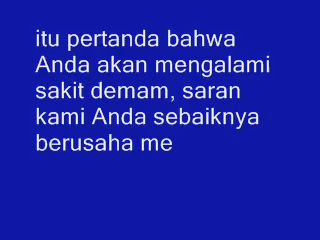 itu pertanda bahwa
Anda akan mengalami
sakit demam, saran
kami Anda sebaiknya
berusaha me